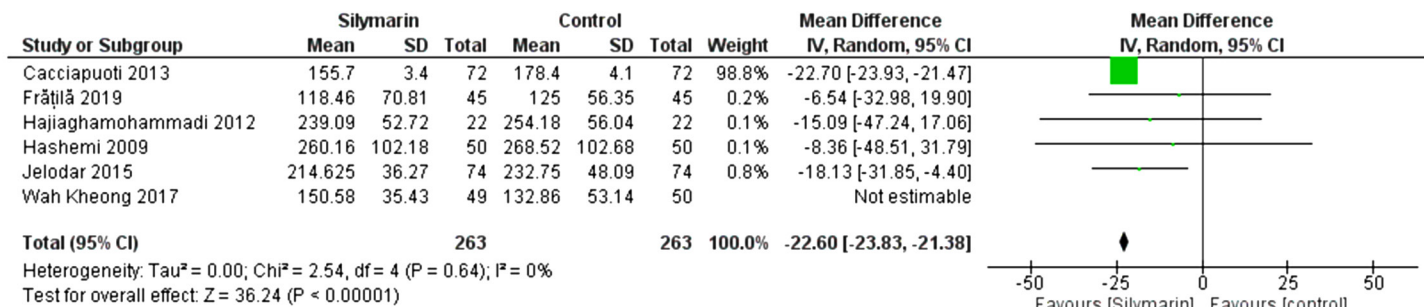 Silymarin Control Mean Difference Mean Difference
Study or Subgroup Mean SD Total Mean SD Total Weight IV, Random, 95% CI IV, Random, 95% CI
Cacciapuoti 2013 155.7 3.4 72 178.4 4.1 72 98.8% -22.70 [-23.93, -21.47]
Frățilă 2019 118.46 70.81 45 125 56.35 45 0.2% -6.54 [-32.98, 19.90]
Hajiaghamohammadi 2012 239.09 52.72 22 254.18 56.04 22 0.1% -15.09 [-47.24, 17.06]
Hashemi 2009 260.16 102.18 50 268.52 102.68 50 0.1% -8.36 [-48.51, 31.79]
Jelodar 2015 214.625 36.27 74 232.75 48.09 74 0.8% -18.13 [-31.85, -4.40]
Wah Kheong 2017 150.58 35.43 49 132.86 53.14 50 Not estimable
Total (95% CI) 263 263 100.0% -22.60 [-23.83, -21.38]
Heterogeneity: Tau² = 0.00; Chi² = 2.54, df = 4 (P = 0.64); I² = 0%
Test for overall effect: Z = 36.24 (P < 0.00001)
-50 -25 0 25 50
Favours [Silymarin] Favours [control]